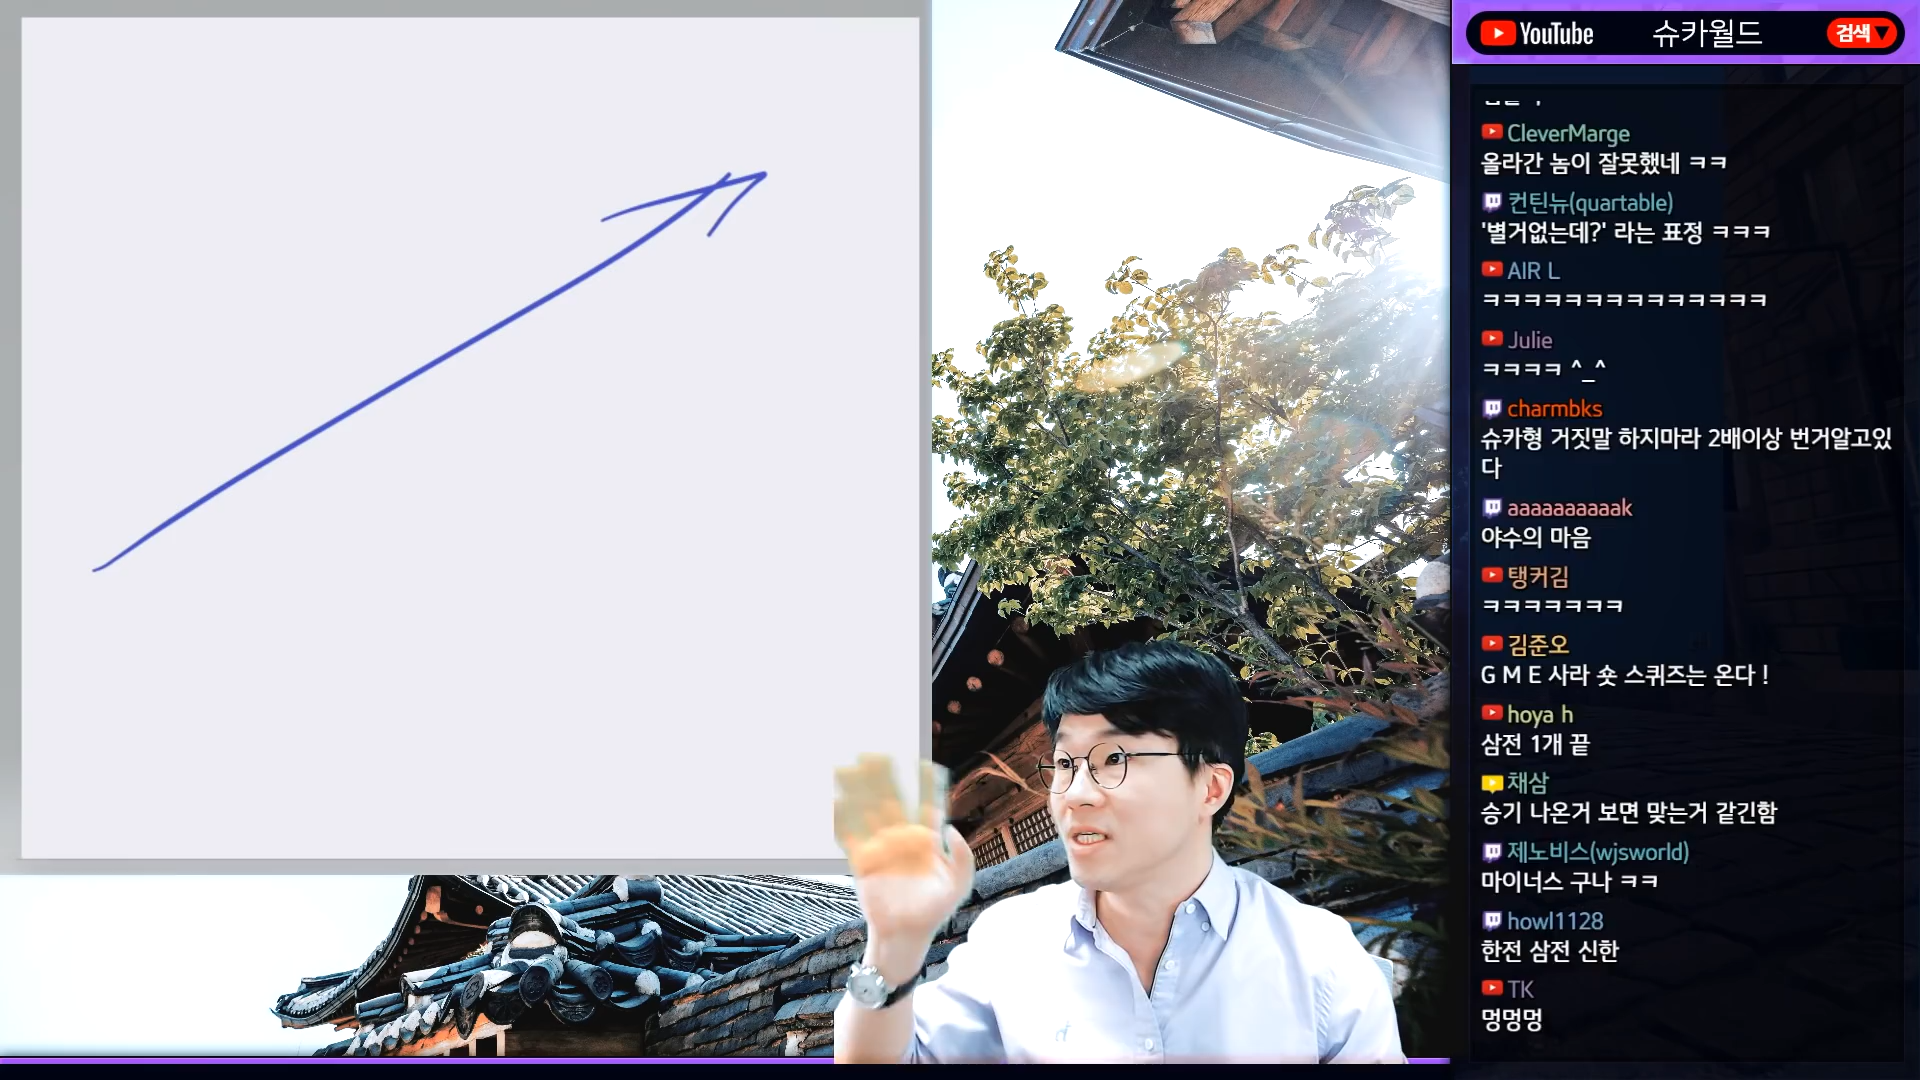 YouTube 슈카월드 검색
CleverMarge
올라간 놈이 잘못했네 ㅋㅋ
컨틴뉴(quartable)
'별거없는데?' 라는 표정 ㅋㅋㅋ
AIR L
ㅋㅋㅋㅋㅋㅋㅋㅋㅋㅋㅋㅋㅋㅋ
Julie
ㅋㅋㅋㅋ ^_^
charmbks
슈카형 거짓말 하지마라 2배이상 번거알고있
다
aaaaaaaaaak
야수의 마음
탱커김
ㅋㅋㅋㅋㅋㅋㅋ
김준오
G M E 사라 숏 스퀴즈는 온다 !
hoya h
삼전 1개 끝
채삼
승기 나온거 보면 맞는거 같긴함
제노비스(wjsworld)
마이너스 구나 ㅋㅋ
howl1128
한전 삼전 신한
TK
멍멍멍